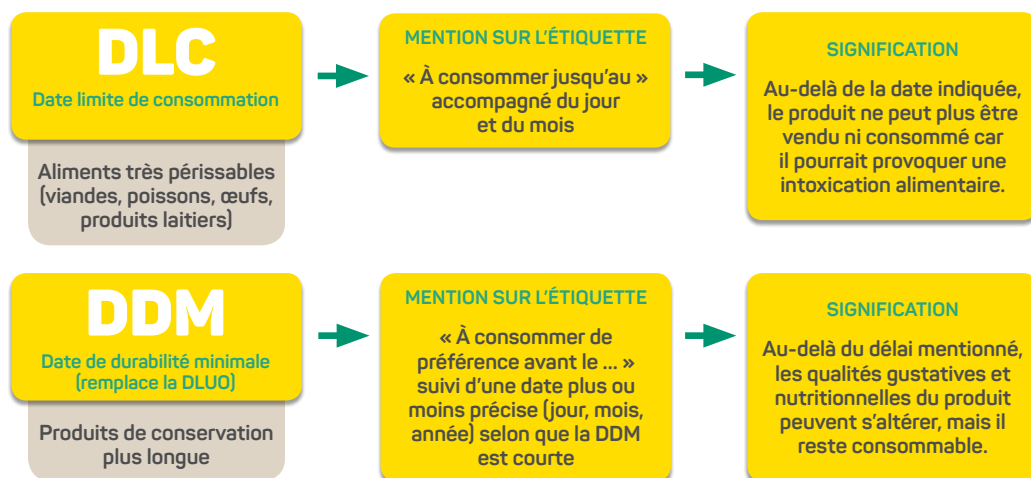 DLC
Date limite de consommation
Aliments très périssables
(viandes, poissons, œufs,
produits laitiers)
MENTION SUR L'ÉTIQUETTE
« À consommer jusqu'au »
accompagné du jour
et du mois
SIGNIFICATION
Au-delà de la date indiquée,
le produit ne peut plus être
vendu ni consommé car
il pourrait provoquer une
intoxication alimentaire.
DDM
Date de durabilité minimale
(remplace la DLUO)
Produits de conservation
plus longue
MENTION SUR L'ÉTIQUETTE
« À consommer de
préférence avant le ... »
suivi d'une date plus ou
moins précise (jour, mois,
année) selon que la DDM
est courte
SIGNIFICATION
Au-delà du délai mentionné,
les qualités gustatives et
nutritionnelles du produit
peuvent s'altérer, mais il
reste consommable.